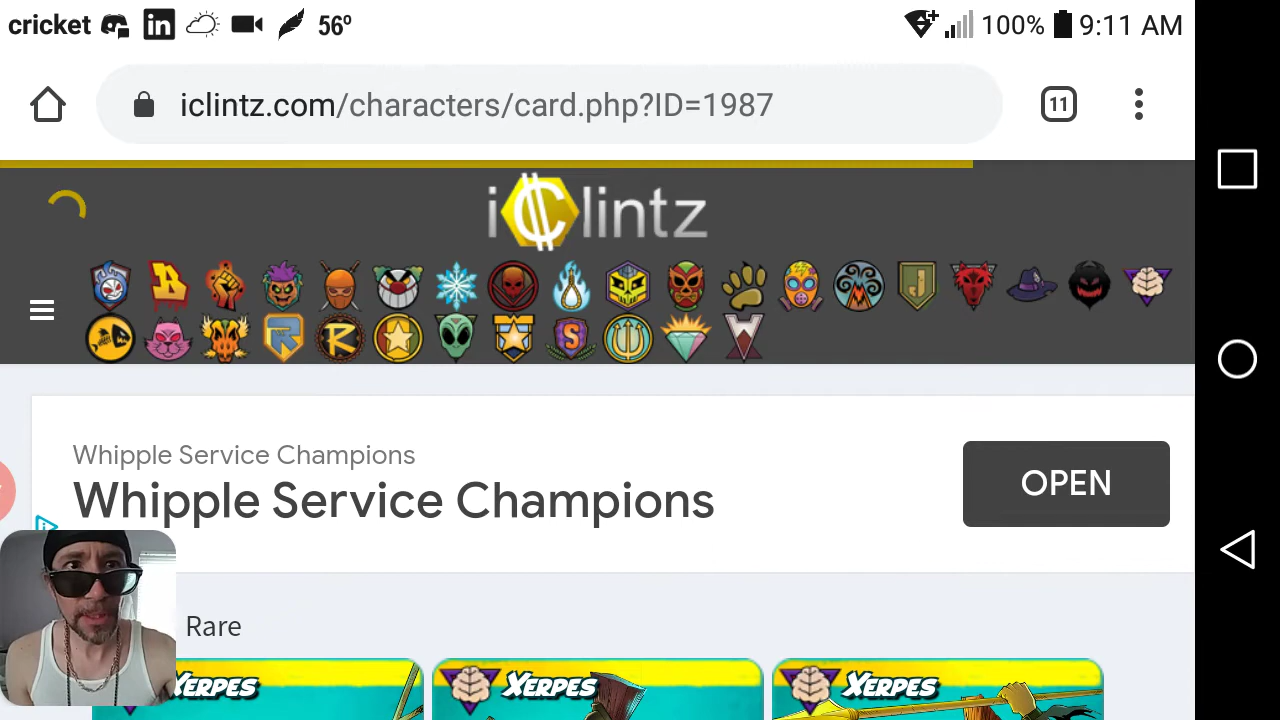 cricket 56º 100% 9:11 AM
iclintz.com/characters/card.php?ID=1987 11
iClintz
Whipple Service Champions
Whipple Service Champions
OPEN
Rare
XERPES XERPES XERPES